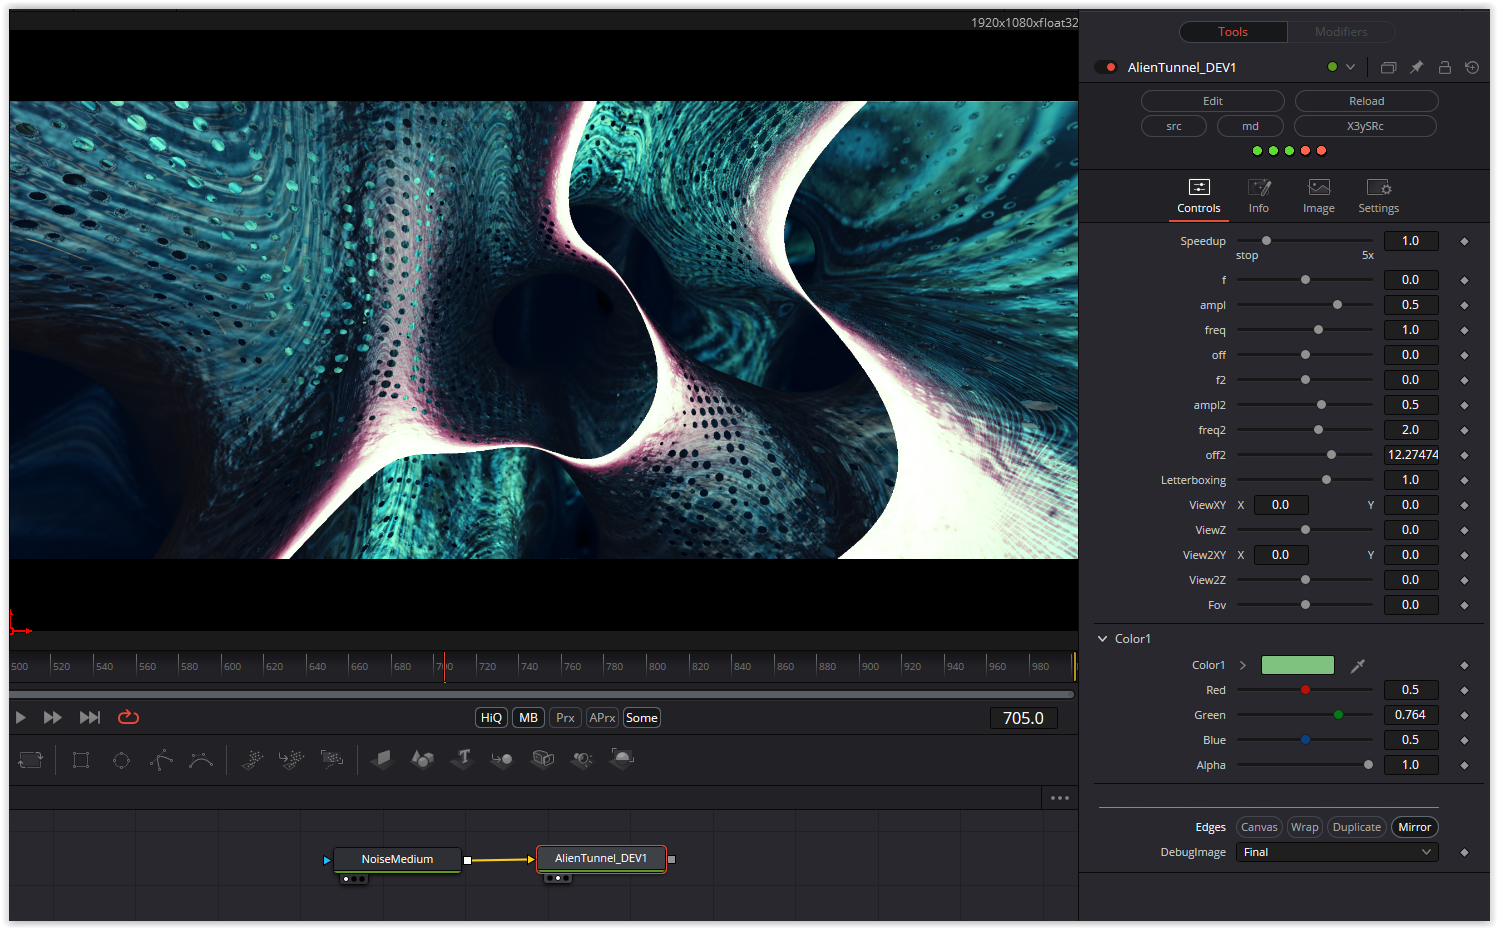 1920x1080xfloat32
Tools Modifiers
AlienTunnel_DEV1
Edit Reload
src md X3ySRc
Controls Info Image Settings
Speedup 1.0
stop 5x
f 0.0
ampl 0.5
freq 1.0
off 0.0
f2 0.0
ampl2 0.5
freq2 2.0
off2 12.27474
Letterboxing 1.0
ViewXY X 0.0 Y 0.0
ViewZ 0.0
View2XY X 0.0 Y 0.0
View2Z 0.0
Fov 0.0
Color1
Color1
Red 0.5
Green 0.764
Blue 0.5
Alpha 1.0
Edges Canvas Wrap Duplicate Mirror
DebugImage Final
500 520 540 560 580 600 620 640 660 680 700 720 740 760 780 800 820 840 860 880 900 920 940 960 980
HiQ MB Prx APrx Some 705.0
T
NoiseMedium AlienTunnel_DEV1